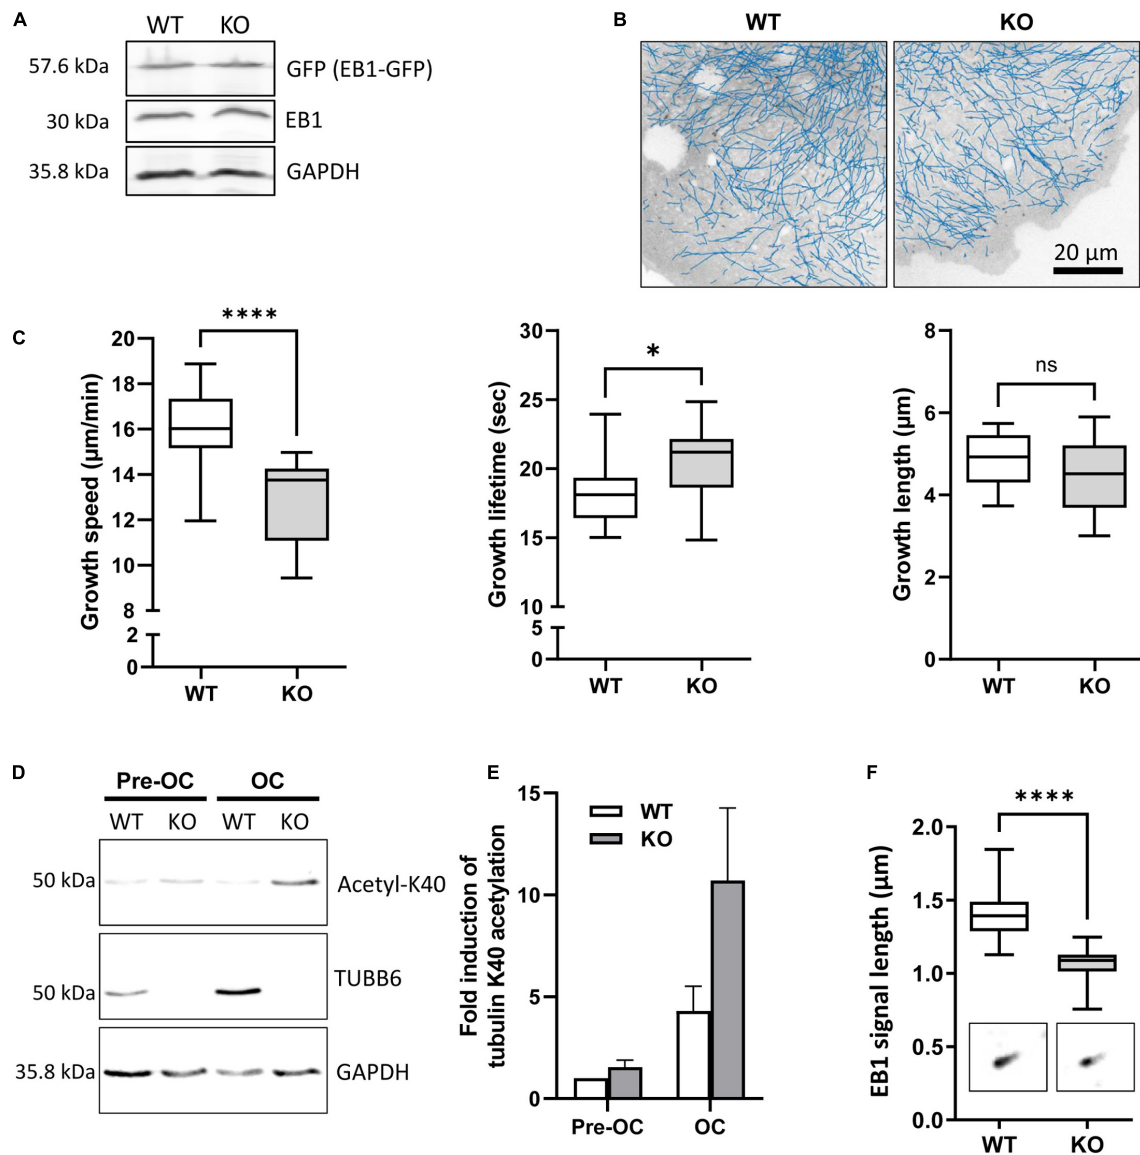 A
WT KO
57.6 kDa GFP (EB1-GFP)
30 kDa EB1
35.8 kDa GAPDH
B
WT KO
20 µm
C
Growth speed (µm/min)
20
18
16
14
12
10
8
2
0
****
WT KO
Growth lifetime (sec)
30
25
20
15
10
5
0
*
WT KO
Growth length (µm)
8
6
4
2
0
ns
WT KO
D
Pre-OC OC
WT KO WT KO
50 kDa Acetyl-K40
50 kDa TUBB6
35.8 kDa GAPDH
E
Fold induction of
tubulin K40 acetylation
15
10
5
0
WT
KO
Pre-OC OC
F
EB1 signal length (µm)
2.0
1.5
1.0
0.5
0.0
****
WT KO